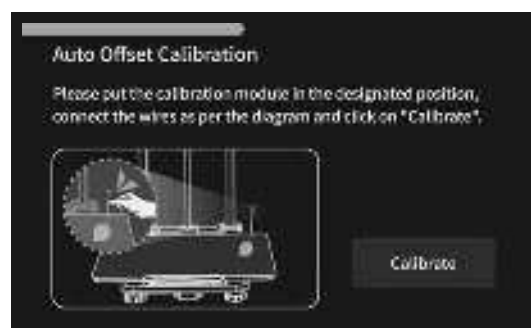 Auto Offset Calibration
Please put the calibration module in the designated position,
connect the wires as per the diagram and click on "Calibrate".
Calibrate